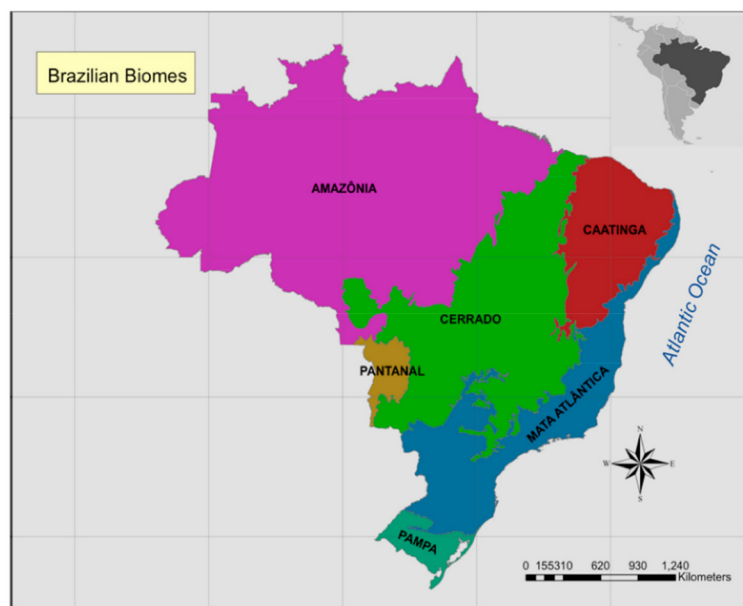 Brazilian Biomes
AMAZÔNIA
CAATINGA
Atlantic Ocean
CERRADO
PANTANAL
MATA ATLÂNTICA
N
W E
S
PAMPA
0 155310 620 930 1,240
Kilometers